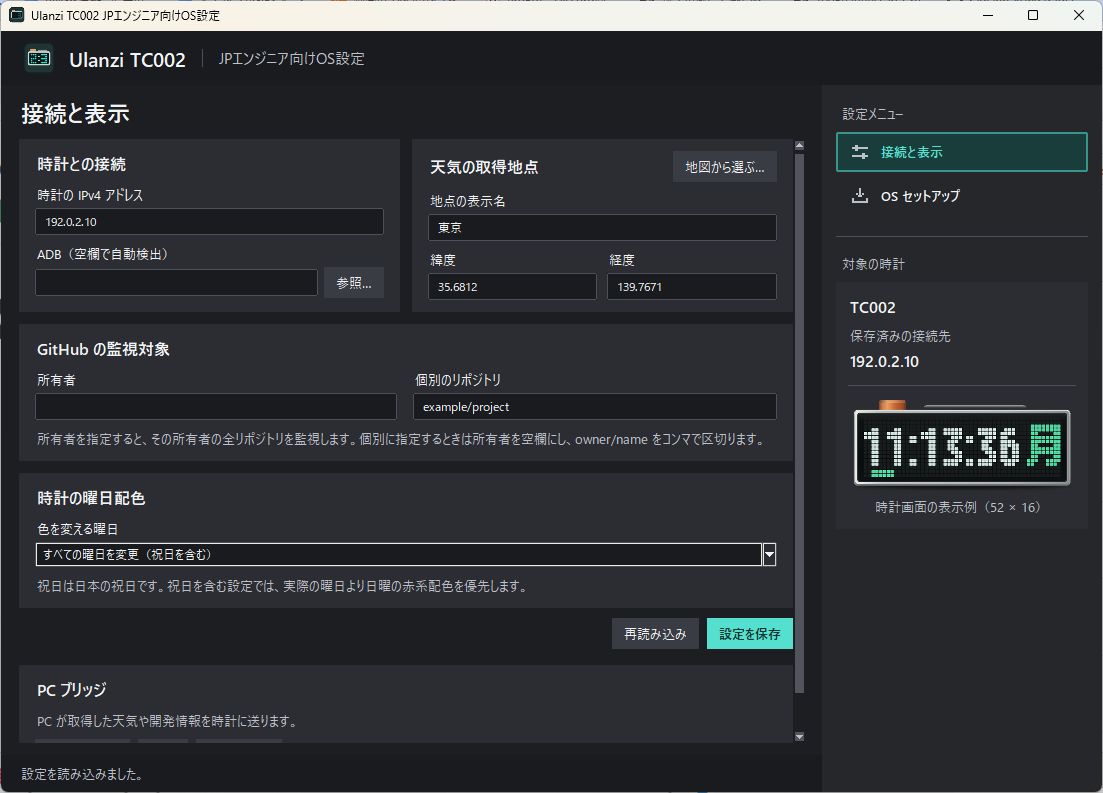 Ulanzi TC002 JPエンジニア向けOS設定
Ulanzi TC002
JPエンジニア向けOS設定
接続と表示
時計との接続
時計の IPv4 アドレス
192.0.2.10
ADB（空欄で自動検出）
参照...
天気の取得地点
地図から選ぶ...
地点の表示名
東京
緯度
経度
35.6812
139.7671
GitHub の監視対象
所有者
個別のリポジトリ
example/project
所有者を指定すると、その所有者の全リポジトリを監視します。個別に指定するときは所有者を空欄にし、owner/name をコンマで区切ります。
時計の曜日配色
色を変える曜日
すべての曜日を変更（祝日を含む）
祝日は日本の祝日です。祝日を含む設定では、実際の曜日より日曜の赤系配色を優先します。
再読み込み
設定を保存
PC ブリッジ
PC が取得した天気や開発情報を時計に送ります。
設定を読み込みました。
設定メニュー
接続と表示
OS セットアップ
対象の時計
TC002
保存済みの接続先
192.0.2.10
11:13:36 月
時計画面の表示例（52 × 16）